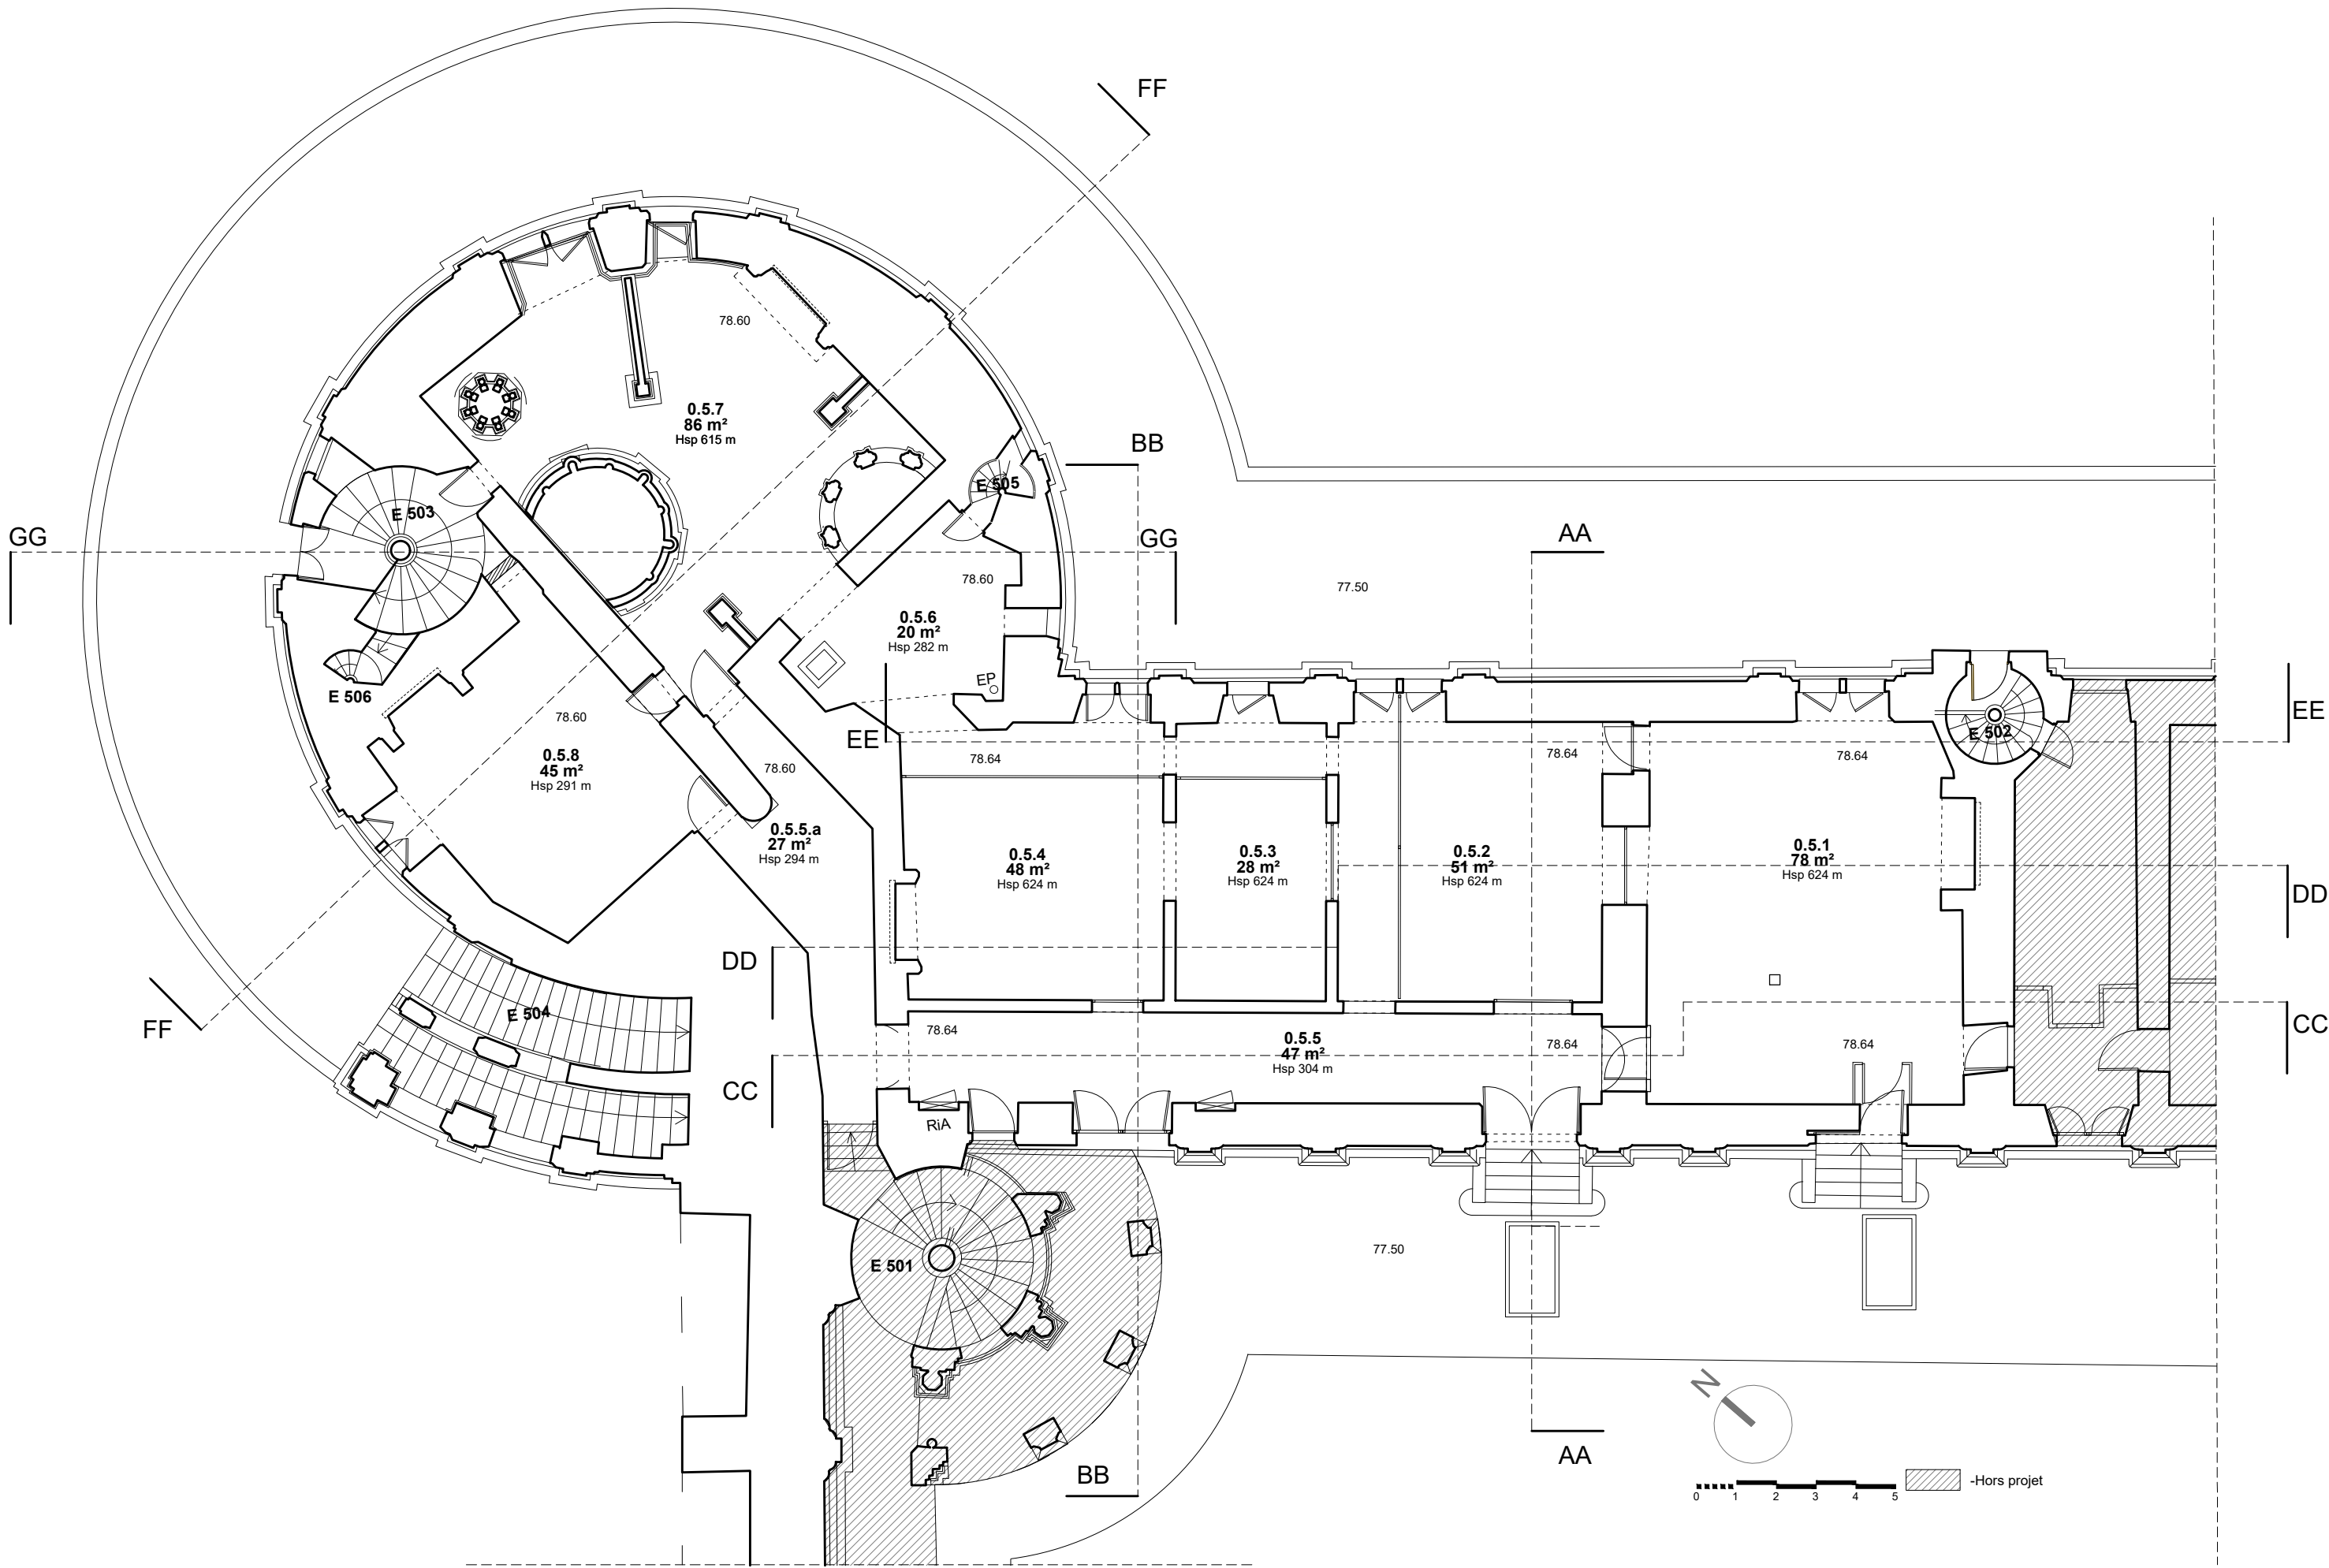 FF
78.60
0.5.7
86 m²
Hsp 615 m
BB
E 505
E 503
GG
GG
AA
78.60
77.50
0.5.6
20 m²
Hsp 282 m
EP
E 506
78.60
EE
EE
E 502
78.64
78.64
78.64
0.5.8
45 m²
Hsp 291 m
78.60
0.5.5.a
27 m²
Hsp 294 m
0.5.4
48 m²
Hsp 624 m
0.5.3
28 m²
Hsp 624 m
0.5.2
51 m²
Hsp 624 m
0.5.1
78 m²
Hsp 624 m
DD
DD
E 504
FF
CC
78.64
0.5.5
47 m²
Hsp 304 m
78.64
78.64
CC
RiA
E 501
77.50
N
AA
BB
0 1 2 3 4 5
-Hors projet